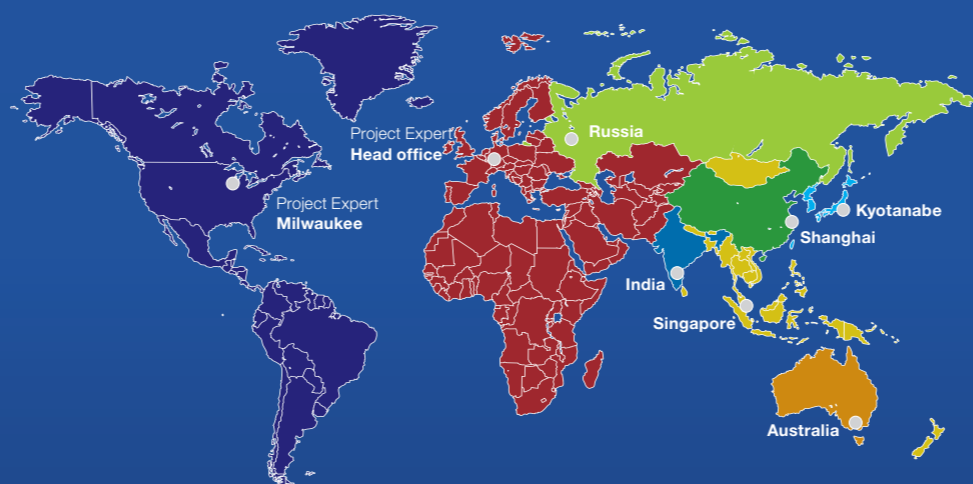 Project Expert
Head office
Russia
Project Expert
Milwaukee
Kyotanabe
Shanghai
India
Singapore
Australia